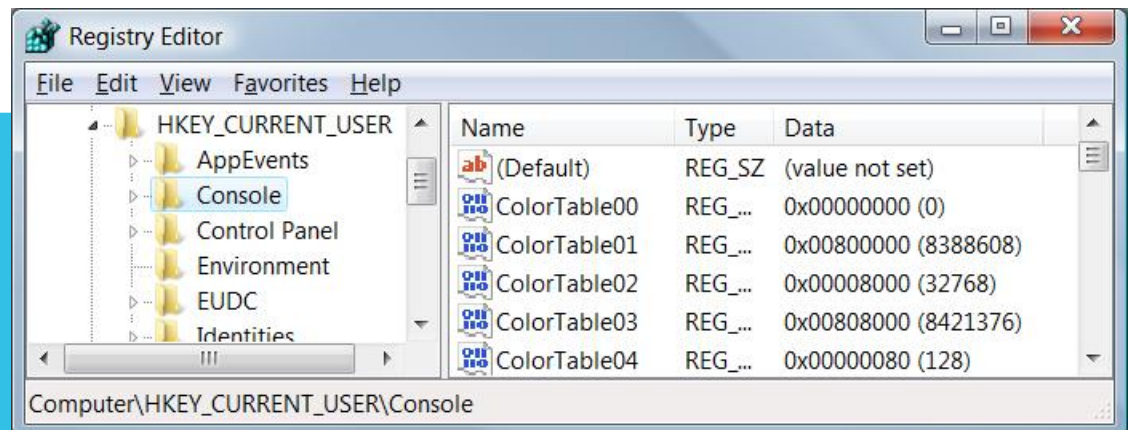 Registry Editor
File Edit View Favorites Help
HKEY_CURRENT_USER
AppEvents
Console
Control Panel
Environment
EUDC
Identities
Name Type Data
ab (Default) REG_SZ (value not set)
ColorTable00 REG_... 0x00000000 (0)
ColorTable01 REG_... 0x00800000 (8388608)
ColorTable02 REG_... 0x00008000 (32768)
ColorTable03 REG_... 0x00808000 (8421376)
ColorTable04 REG_... 0x00000080 (128)
Computer\HKEY_CURRENT_USER\Console